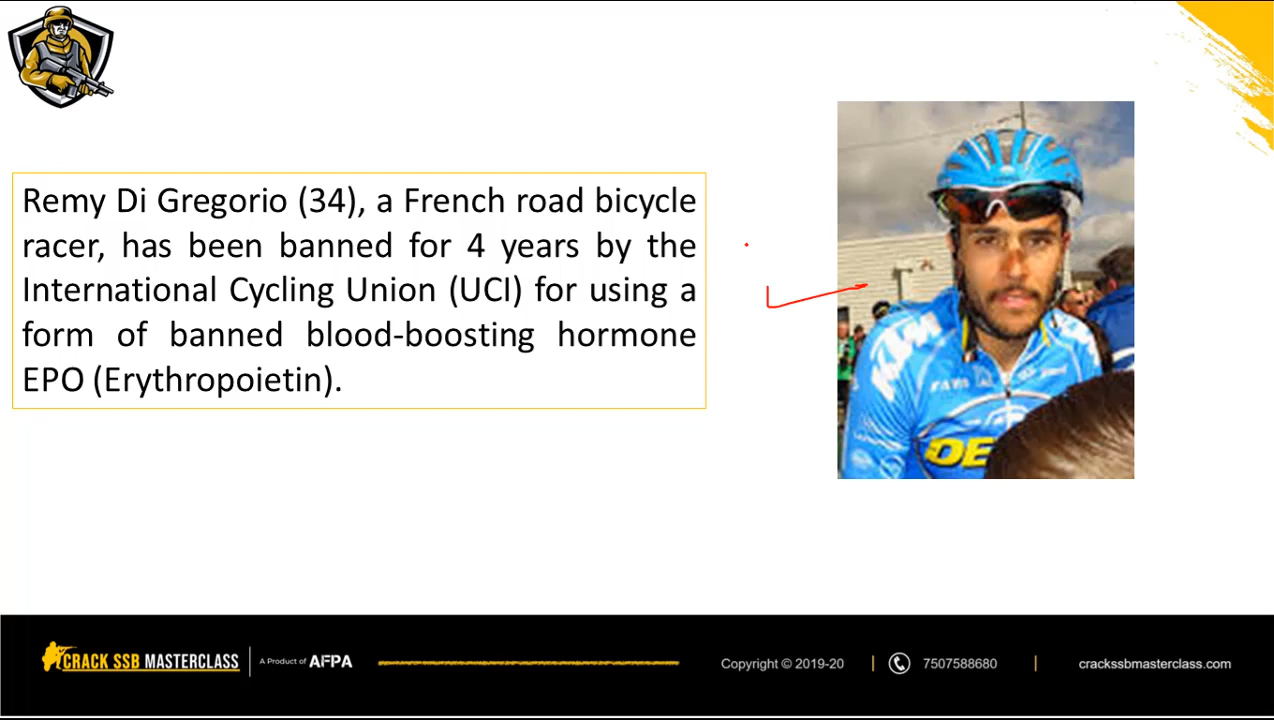 Remy Di Gregorio (34), a French road bicycle
racer, has been banned for 4 years by the
International Cycling Union (UCI) for using a
form of banned blood-boosting hormone
EPO (Erythropoietin).
KTM
DE
CRACK SSB MASTERCLASS
A Product of AFPA
Copyright © 2019-20
7507588680
crackssbmasterclass.com